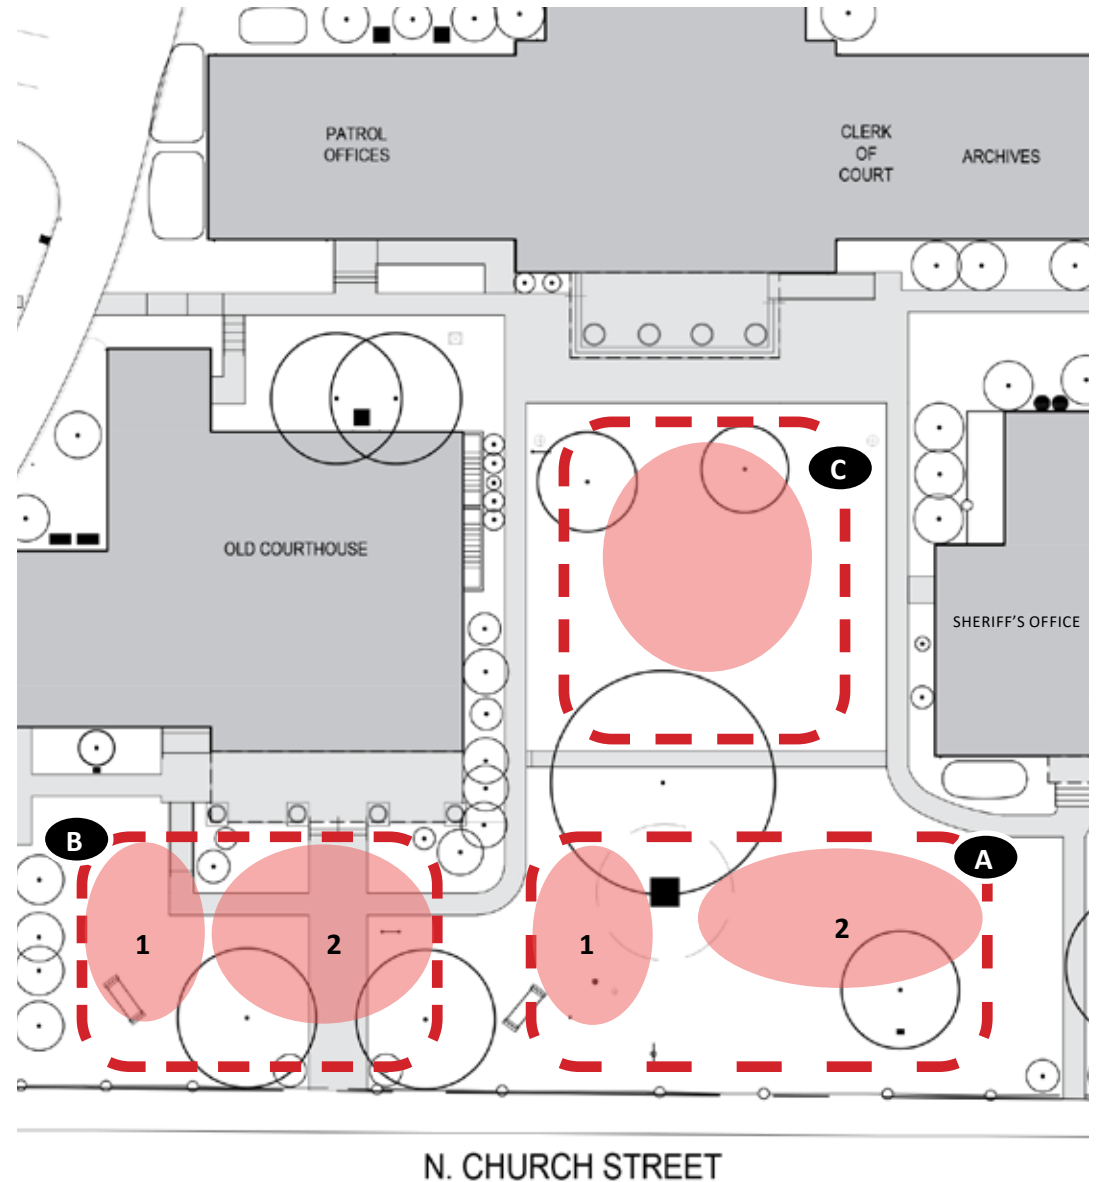 PATROL
OFFICES
CLERK
OF
COURT
ARCHIVES
C
OLD COURTHOUSE
SHERIFF'S OFFICE
B
A
1
2
1
2
N. CHURCH STREET